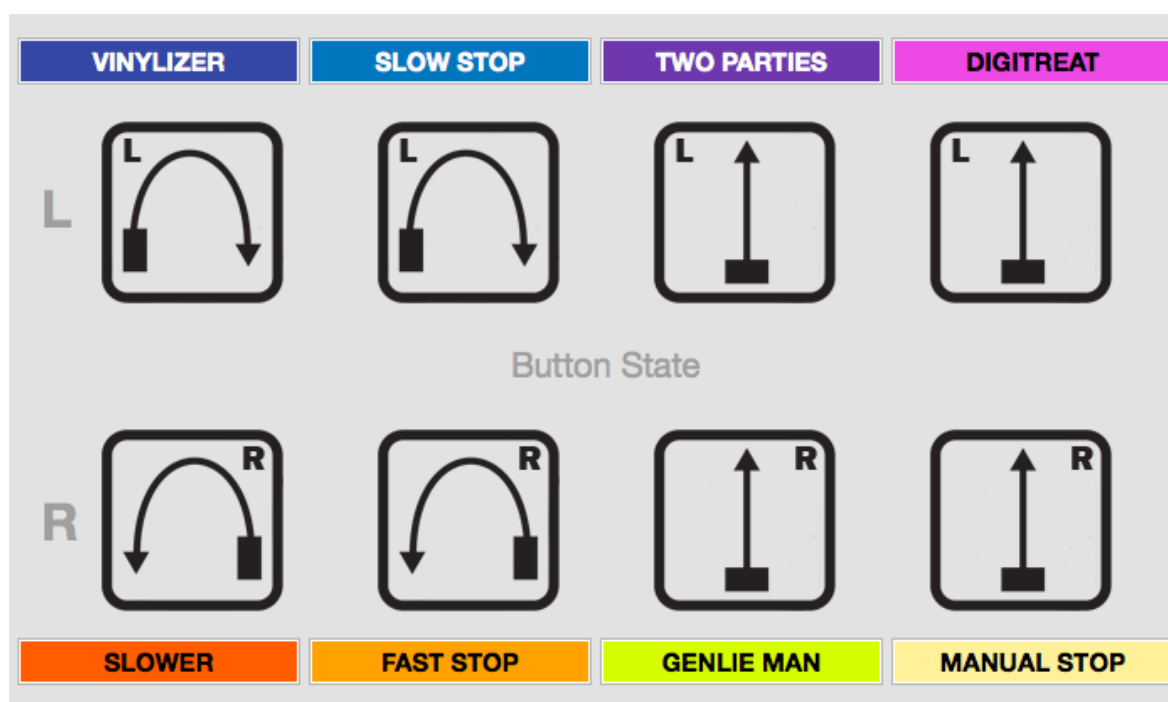 VINYLIZER SLOW STOP TWO PARTIES DIGITREAT
L L L L L
Button State
R R R R R
SLOWER FAST STOP GENLIE MAN MANUAL STOP